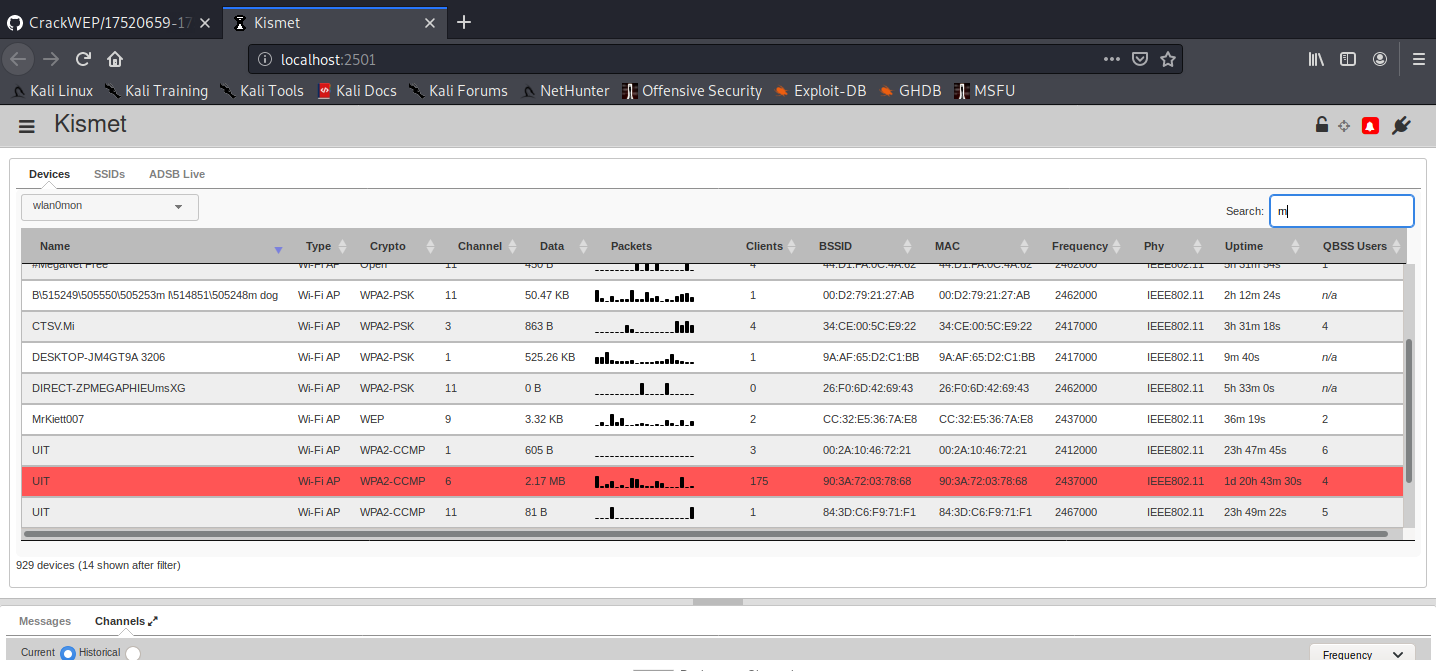 CrackWEP/17520659-17 Kismet
localhost:2501
Kali Linux Kali Training Kali Tools Kali Docs Kali Forums NetHunter Offensive Security Exploit-DB GHDB MSFU
Kismet
Devices SSIDs ADSB Live
wlan0mon Search: m
Name Type Crypto Channel Data Packets Clients BSSID MAC Frequency Phy Uptime QBSS Users
#MegaNet Free Wi-Fi AP Open 11 450 B 4 44:D1:FA:0C:4A:62 44:D1:FA:0C:4A:62 2462000 IEEE802.11 5h 31m 54s 1
B\515249\505550\505253m l\514851\505248m dog Wi-Fi AP WPA2-PSK 11 50.47 KB 1 00:D2:79:21:27:AB 00:D2:79:21:27:AB 2462000 IEEE802.11 2h 12m 24s n/a
CTSV.Mi Wi-Fi AP WPA2-PSK 3 863 B 4 34:CE:00:5C:E9:22 34:CE:00:5C:E9:22 2417000 IEEE802.11 3h 31m 18s 4
DESKTOP-JM4GT9A 3206 Wi-Fi AP WPA2-PSK 1 525.26 KB 1 9A:AF:65:D2:C1:BB 9A:AF:65:D2:C1:BB 2417000 IEEE802.11 9m 40s n/a
DIRECT-ZPMEGAPHIEUmsXG Wi-Fi AP WPA2-PSK 11 0 B 0 26:F0:6D:42:69:43 26:F0:6D:42:69:43 2462000 IEEE802.11 5h 33m 0s n/a
MrKiett007 Wi-Fi AP WEP 9 3.32 KB 2 CC:32:E5:36:7A:E8 CC:32:E5:36:7A:E8 2437000 IEEE802.11 36m 19s 2
UIT Wi-Fi AP WPA2-CCMP 1 605 B 3 00:2A:10:46:72:21 00:2A:10:46:72:21 2412000 IEEE802.11 23h 47m 45s 6
UIT Wi-Fi AP WPA2-CCMP 6 2.17 MB 175 90:3A:72:03:78:68 90:3A:72:03:78:68 2437000 IEEE802.11 1d 20h 43m 30s 4
UIT Wi-Fi AP WPA2-CCMP 11 81 B 1 84:3D:C6:F9:71:F1 84:3D:C6:F9:71:F1 2467000 IEEE802.11 23h 49m 22s 5
929 devices (14 shown after filter)
Messages Channels
Current Historical Frequency